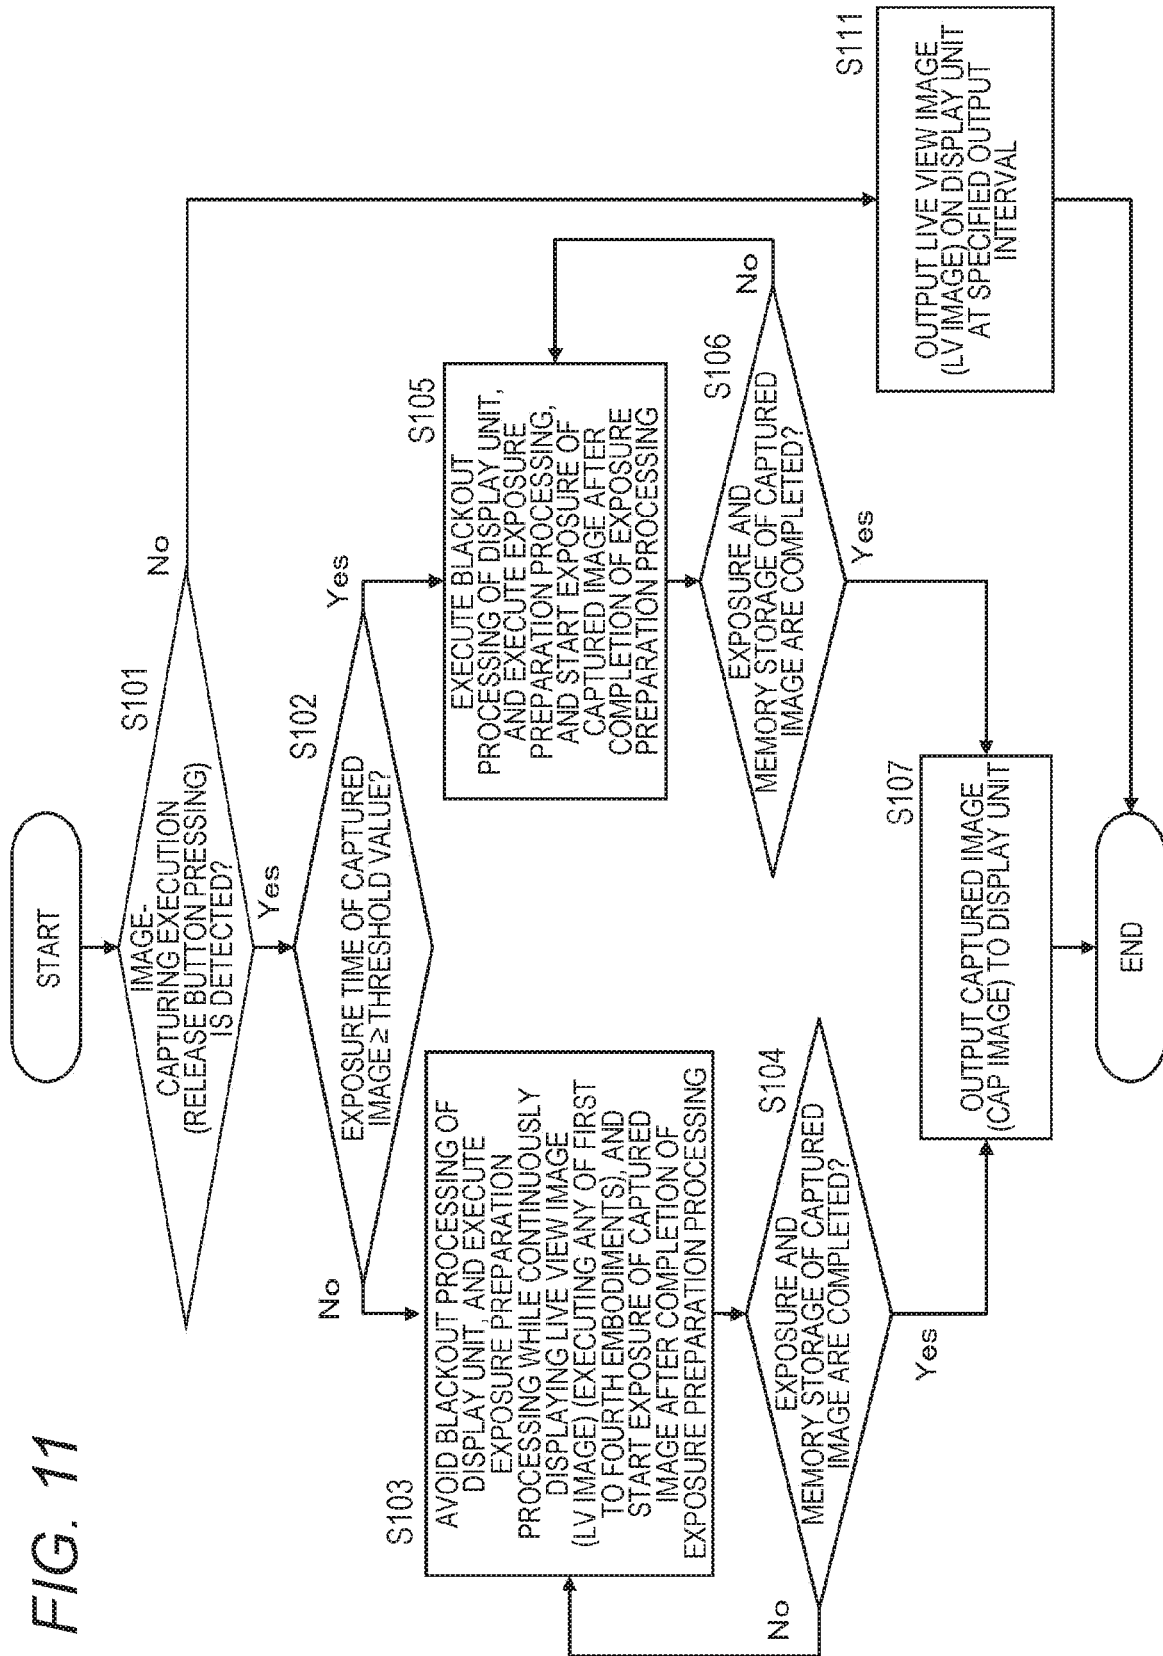 FIG. 11
START
S101
IMAGE-
CAPTURING EXECUTION
(RELEASE BUTTON PRESSING)
IS DETECTED?
No
Yes
S102
EXPOSURE TIME OF CAPTURED
IMAGE ≥ THRESHOLD VALUE?
No
Yes
S103
AVOID BLACKOUT PROCESSING OF
DISPLAY UNIT, AND EXECUTE
EXPOSURE PREPARATION
PROCESSING WHILE CONTINUOUSLY
DISPLAYING LIVE VIEW IMAGE
(LV IMAGE) (EXECUTING ANY OF FIRST
TO FOURTH EMBODIMENTS), AND
START EXPOSURE OF CAPTURED
IMAGE AFTER COMPLETION OF
EXPOSURE PREPARATION PROCESSING
S104
EXPOSURE AND
MEMORY STORAGE OF CAPTURED
IMAGE ARE COMPLETED?
No
Yes
S105
EXECUTE BLACKOUT
PROCESSING OF DISPLAY UNIT,
AND EXECUTE EXPOSURE
PREPARATION PROCESSING,
AND START EXPOSURE OF
CAPTURED IMAGE AFTER
COMPLETION OF EXPOSURE
PREPARATION PROCESSING
S106
EXPOSURE AND
MEMORY STORAGE OF CAPTURED
IMAGE ARE COMPLETED?
No
Yes
S107
OUTPUT CAPTURED IMAGE
(CAP IMAGE) TO DISPLAY UNIT
S111
OUTPUT LIVE VIEW IMAGE
(LV IMAGE) ON DISPLAY UNIT
AT SPECIFIED OUTPUT
INTERVAL
END